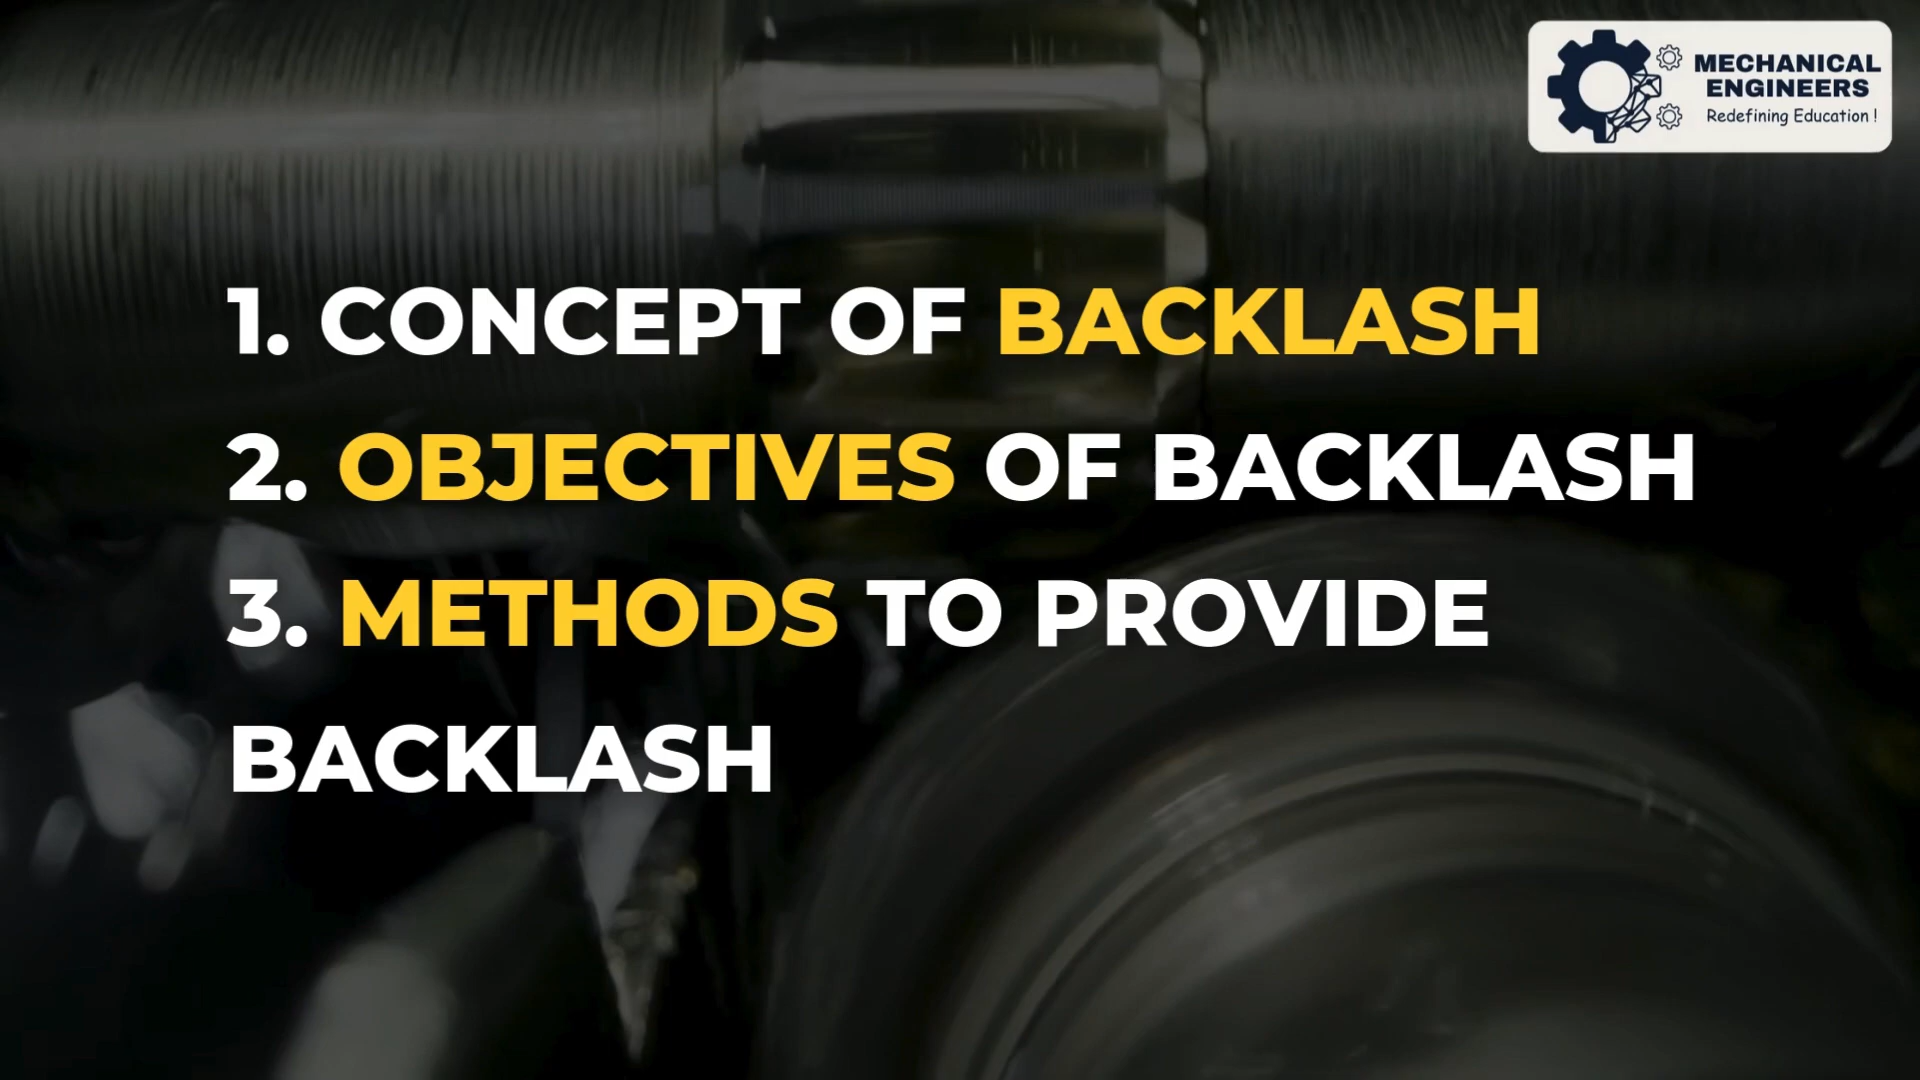 MECHANICAL
ENGINEERS
Redefining Education !
1. CONCEPT OF BACKLASH
2. OBJECTIVES OF BACKLASH
3. METHODS TO PROVIDE
BACKLASH